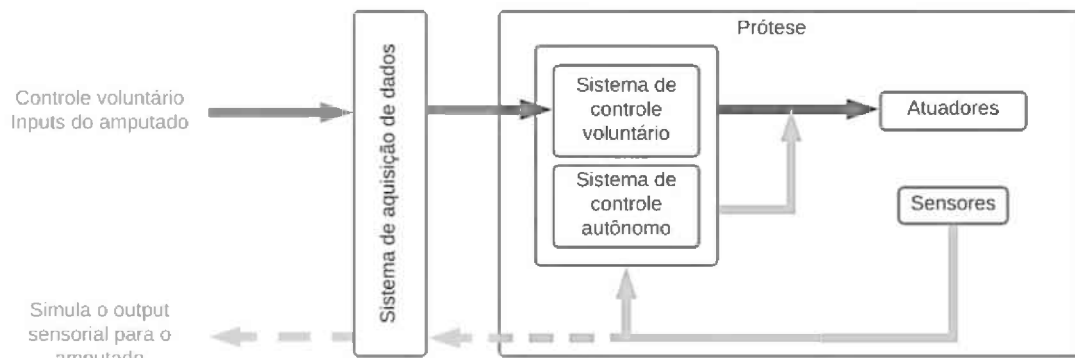 Prótese
Controle voluntário
Inputs do amputado
Sistema de aquisição de dados
Sistema de
controle
voluntário
Sistema de
controle
autônomo
Atuadores
Sensores
Simula o output
sensorial para o
amputado